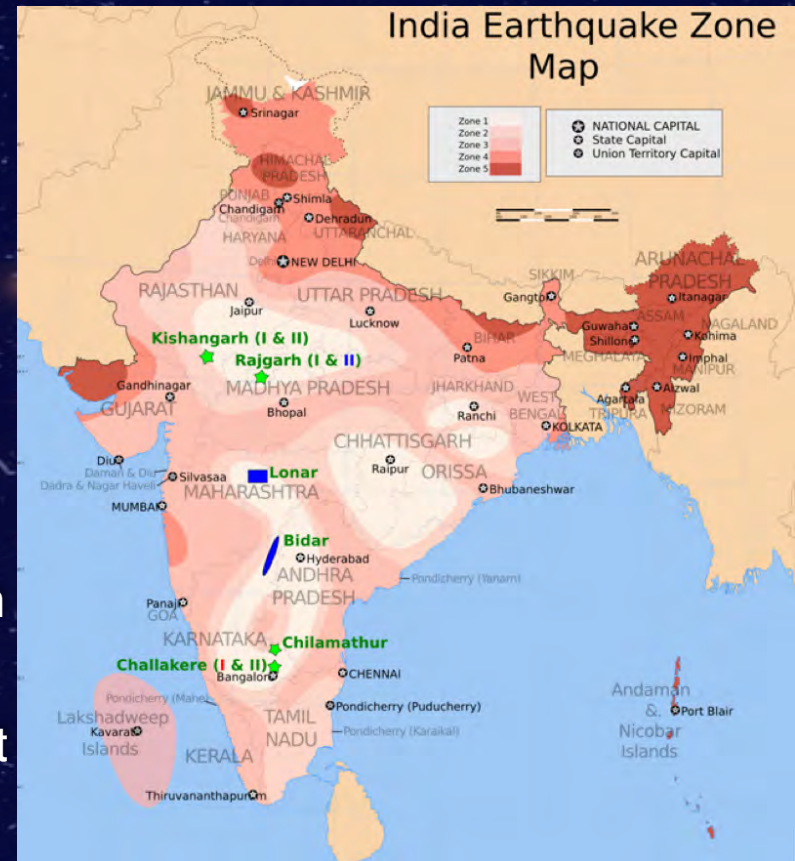 India Earthquake Zone
Map
Zone 1
Zone 2
Zone 3
Zone 4
Zone 5
NATIONAL CAPITAL
State Capital
Union Territory Capital
JAMMU & KASHMIR
Srinagar
HIMACHAL
PRADESH
PUNJAB
Shimla
Chandigarh
Chandigarh
Dehradun
UTTARANCHAL
HARYANA
Delhi
NEW DELHI
ARUNACHAL
PRADESH
SIKKIM
Gangtok
Itanagar
RAJASTHAN
Jaipur
UTTAR PRADESH
Lucknow
ASSAM
Guwaha
NAGALAND
Kohima
Shillon
MEGHALAYA
Imphal
MANIPUR
BIHAR
Patna
Kishangarh (I & II)
Rajgarh (I & II)
Gandhinagar
GUJARAT
MADHYA PRADESH
Bhopal
JHARKHAND
Ranchi
WEST
BENGAL
KOLKATA
Agartala
TRIPURA
Aizwal
MIZORAM
CHHATTISGARH
Raipur
ORISSA
Bhubaneshwar
Diu
Daman & Diu
Dadra & Nagar Haveli
Silvasaa
Lonar
MAHARASHTRA
MUMBAI
Bidar
Hyderabad
ANDHRA
PRADESH
Pondicherry (Yanam)
Panaji
GOA
KARNATAKA
Chilamathur
Challakere (I & II)
Bangalor
CHENNAI
Pondicherry (Mahe)
Pondicherry (Puducherry)
Lakshadweep
Kavarat
Islands
TAMIL
NADU
Pondicherry (Karaikal)
KERALA
Thiruvananthapuram
Andaman
&
Nicobar
Islands
Port Blair